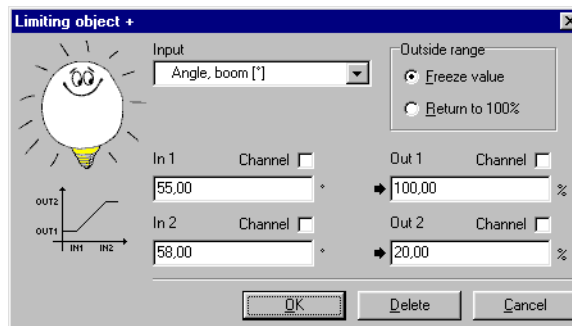 Limiting object +
Input
Angle, boom [°]
Outside range
Freeze value
Return to 100%
In 1 Channel
55,00 °
Out 1 Channel
100,00 %
In 2 Channel
58,00 °
Out 2 Channel
20,00 %
OUT2
OUT1
IN1 IN2
OK Delete Cancel